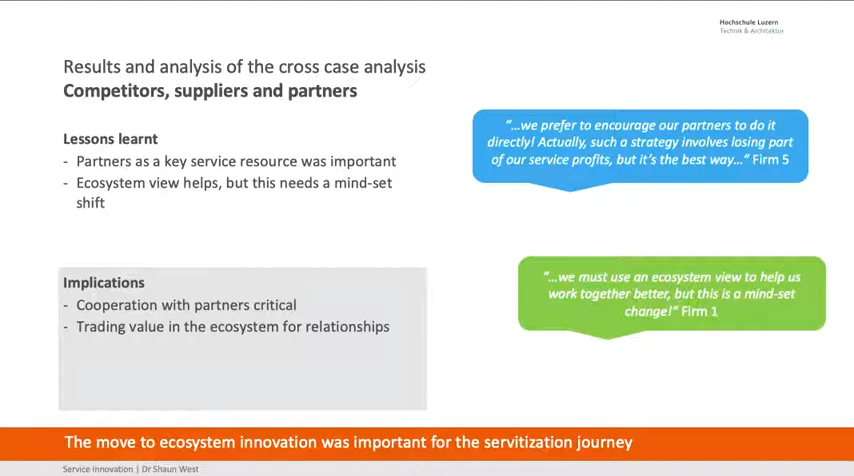 Hochschule Luzern
Technik & Architektur
Results and analysis of the cross case analysis
Competitors, suppliers and partners
Lessons learnt
- Partners as a key service resource was important
- Ecosystem view helps, but this needs a mind-set
shift
"…we prefer to encourage our partners to do it
directly! Actually, such a strategy involves losing part
of our service profits, but it's the best way…" Firm 5
Implications
- Cooperation with partners critical
- Trading value in the ecosystem for relationships
"…we must use an ecosystem view to help us
work together better, but this is a mind-set
change!" Firm 1
The move to ecosystem innovation was important for the servitization journey
Service Innovation | Dr Shaun West